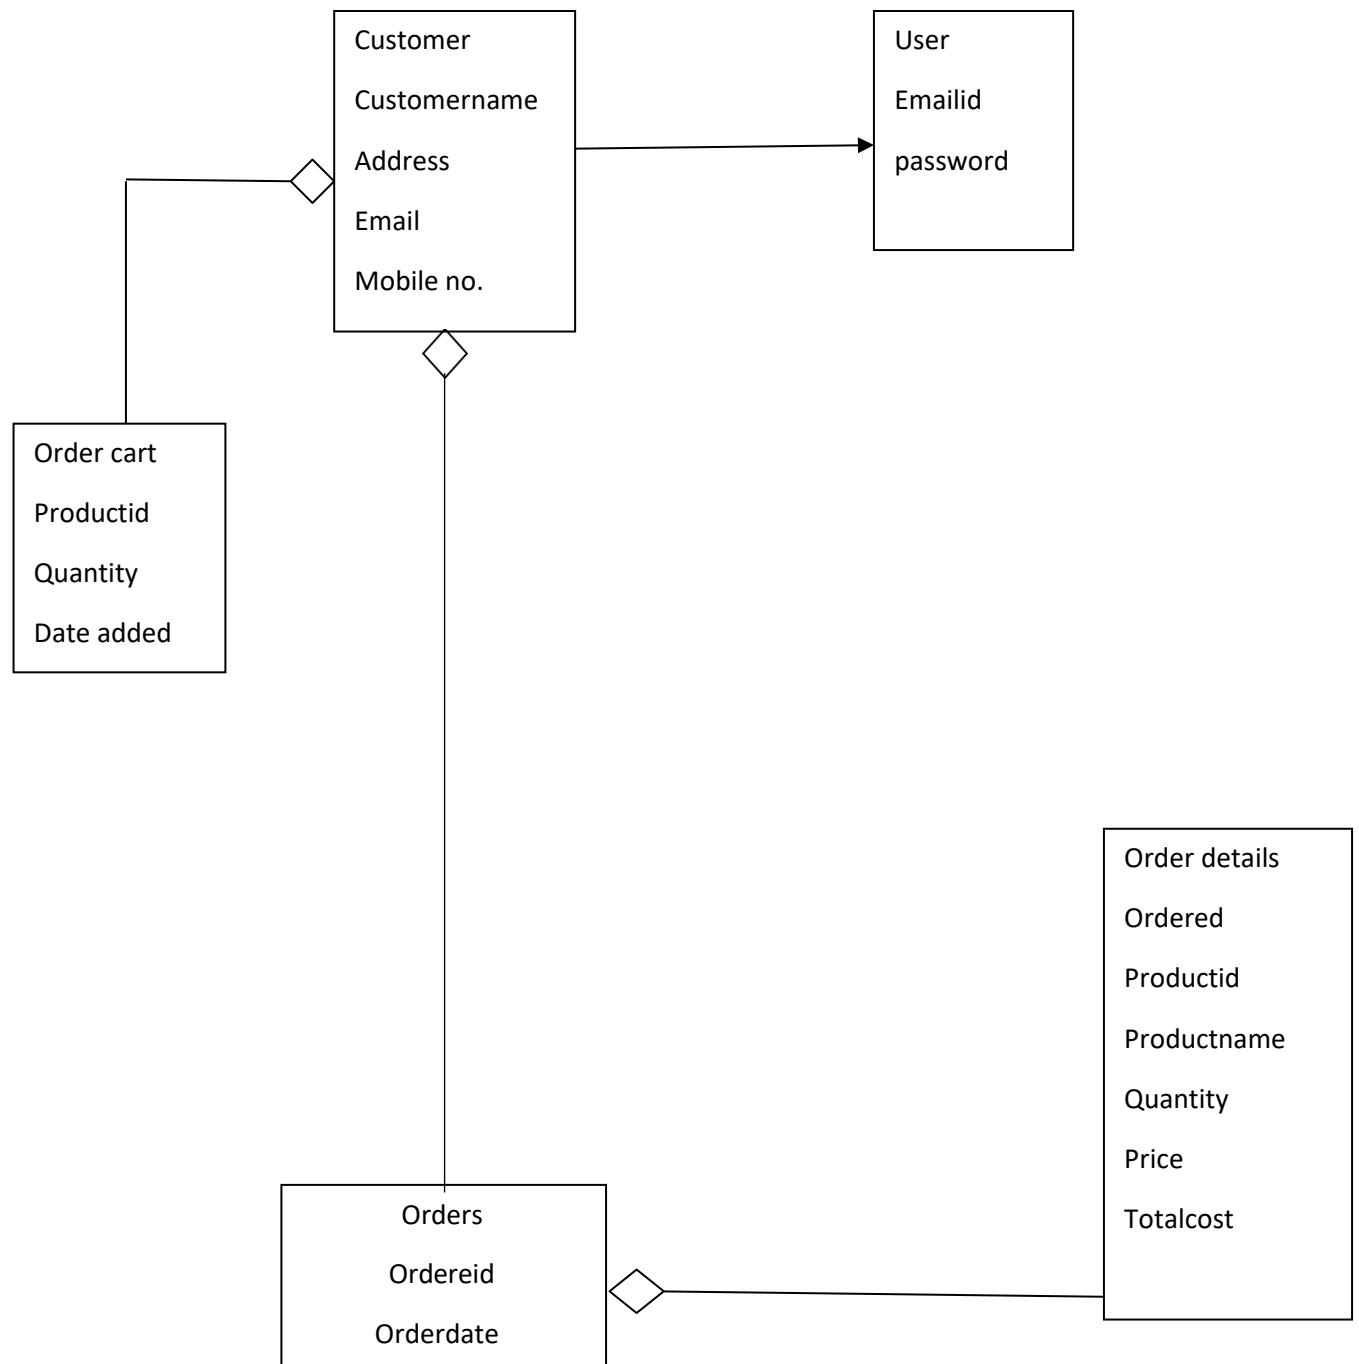 Customer
Customername
Address
Email
Mobile no.
User
Emailid
password
Order cart
Productid
Quantity
Date added
Order details
Ordered
Productid
Productname
Quantity
Price
Totalcost
Orders
Ordereid
Orderdate